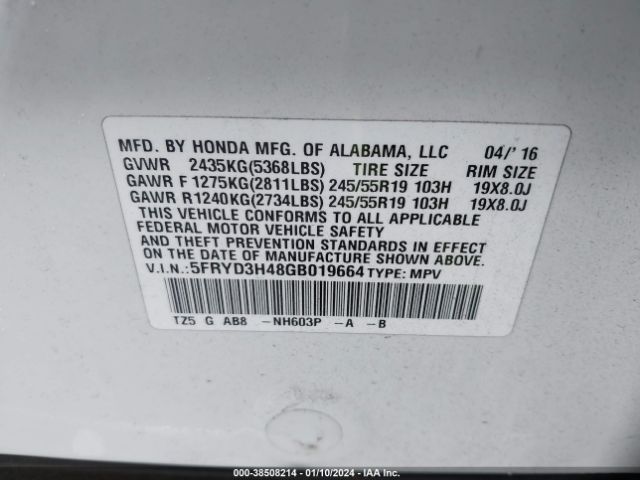 MFD. BY HONDA MFG. OF ALABAMA, LLC 04/'16
GVWR 2435KG(5368LBS) TIRE SIZE RIM SIZE
GAWR F 1275KG(2811LBS) 245/55R19 103H 19X8.0J
GAWR R1240KG(2734LBS) 245/55R19 103H 19X8.0J
THIS VEHICLE CONFORMS TO ALL APPLICABLE
FEDERAL MOTOR VEHICLE SAFETY
AND THEFT PREVENTION STANDARDS IN EFFECT
ON THE DATE OF MANUFACTURE SHOWN ABOVE.
V.I.N.:5FRYD3H48GB019664 TYPE: MPV
TZ5 G AB8 -NH603P -A -B
000-38508214 - 01/10/2024 - IAA Inc.